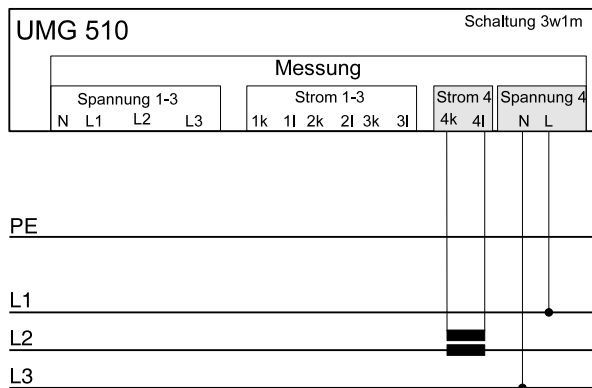 UMG 510
Schaltung 3w1m
Messung
Spannung 1-3
Strom 1-3
Strom 4
Spannung 4
N L1 L2 L3
1k 1l 2k 2l 3k 3l
4k 4l
N L
PE
L1
L2
L3